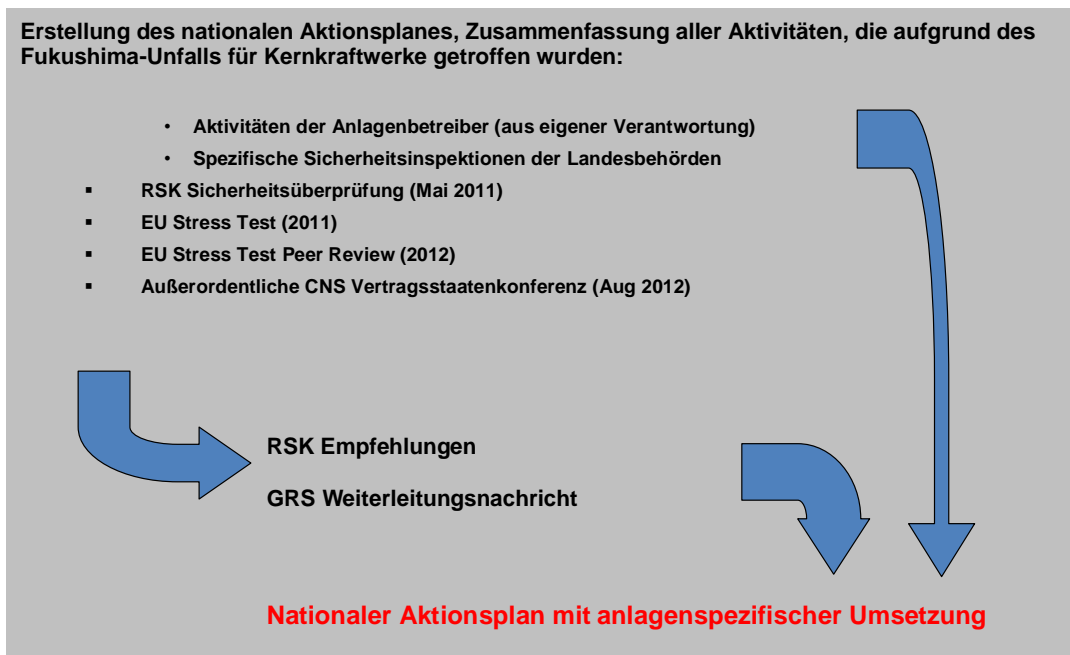 Erstellung des nationalen Aktionsplanes, Zusammenfassung aller Aktivitäten, die aufgrund des
Fukushima-Unfalls für Kernkraftwerke getroffen wurden:
• Aktivitäten der Anlagenbetreiber (aus eigener Verantwortung)
• Spezifische Sicherheitsinspektionen der Landesbehörden
▪ RSK Sicherheitsüberprüfung (Mai 2011)
▪ EU Stress Test (2011)
▪ EU Stress Test Peer Review (2012)
▪ Außerordentliche CNS Vertragsstaatenkonferenz (Aug 2012)
RSK Empfehlungen
GRS Weiterleitungsnachricht
Nationaler Aktionsplan mit anlagenspezifischer Umsetzung